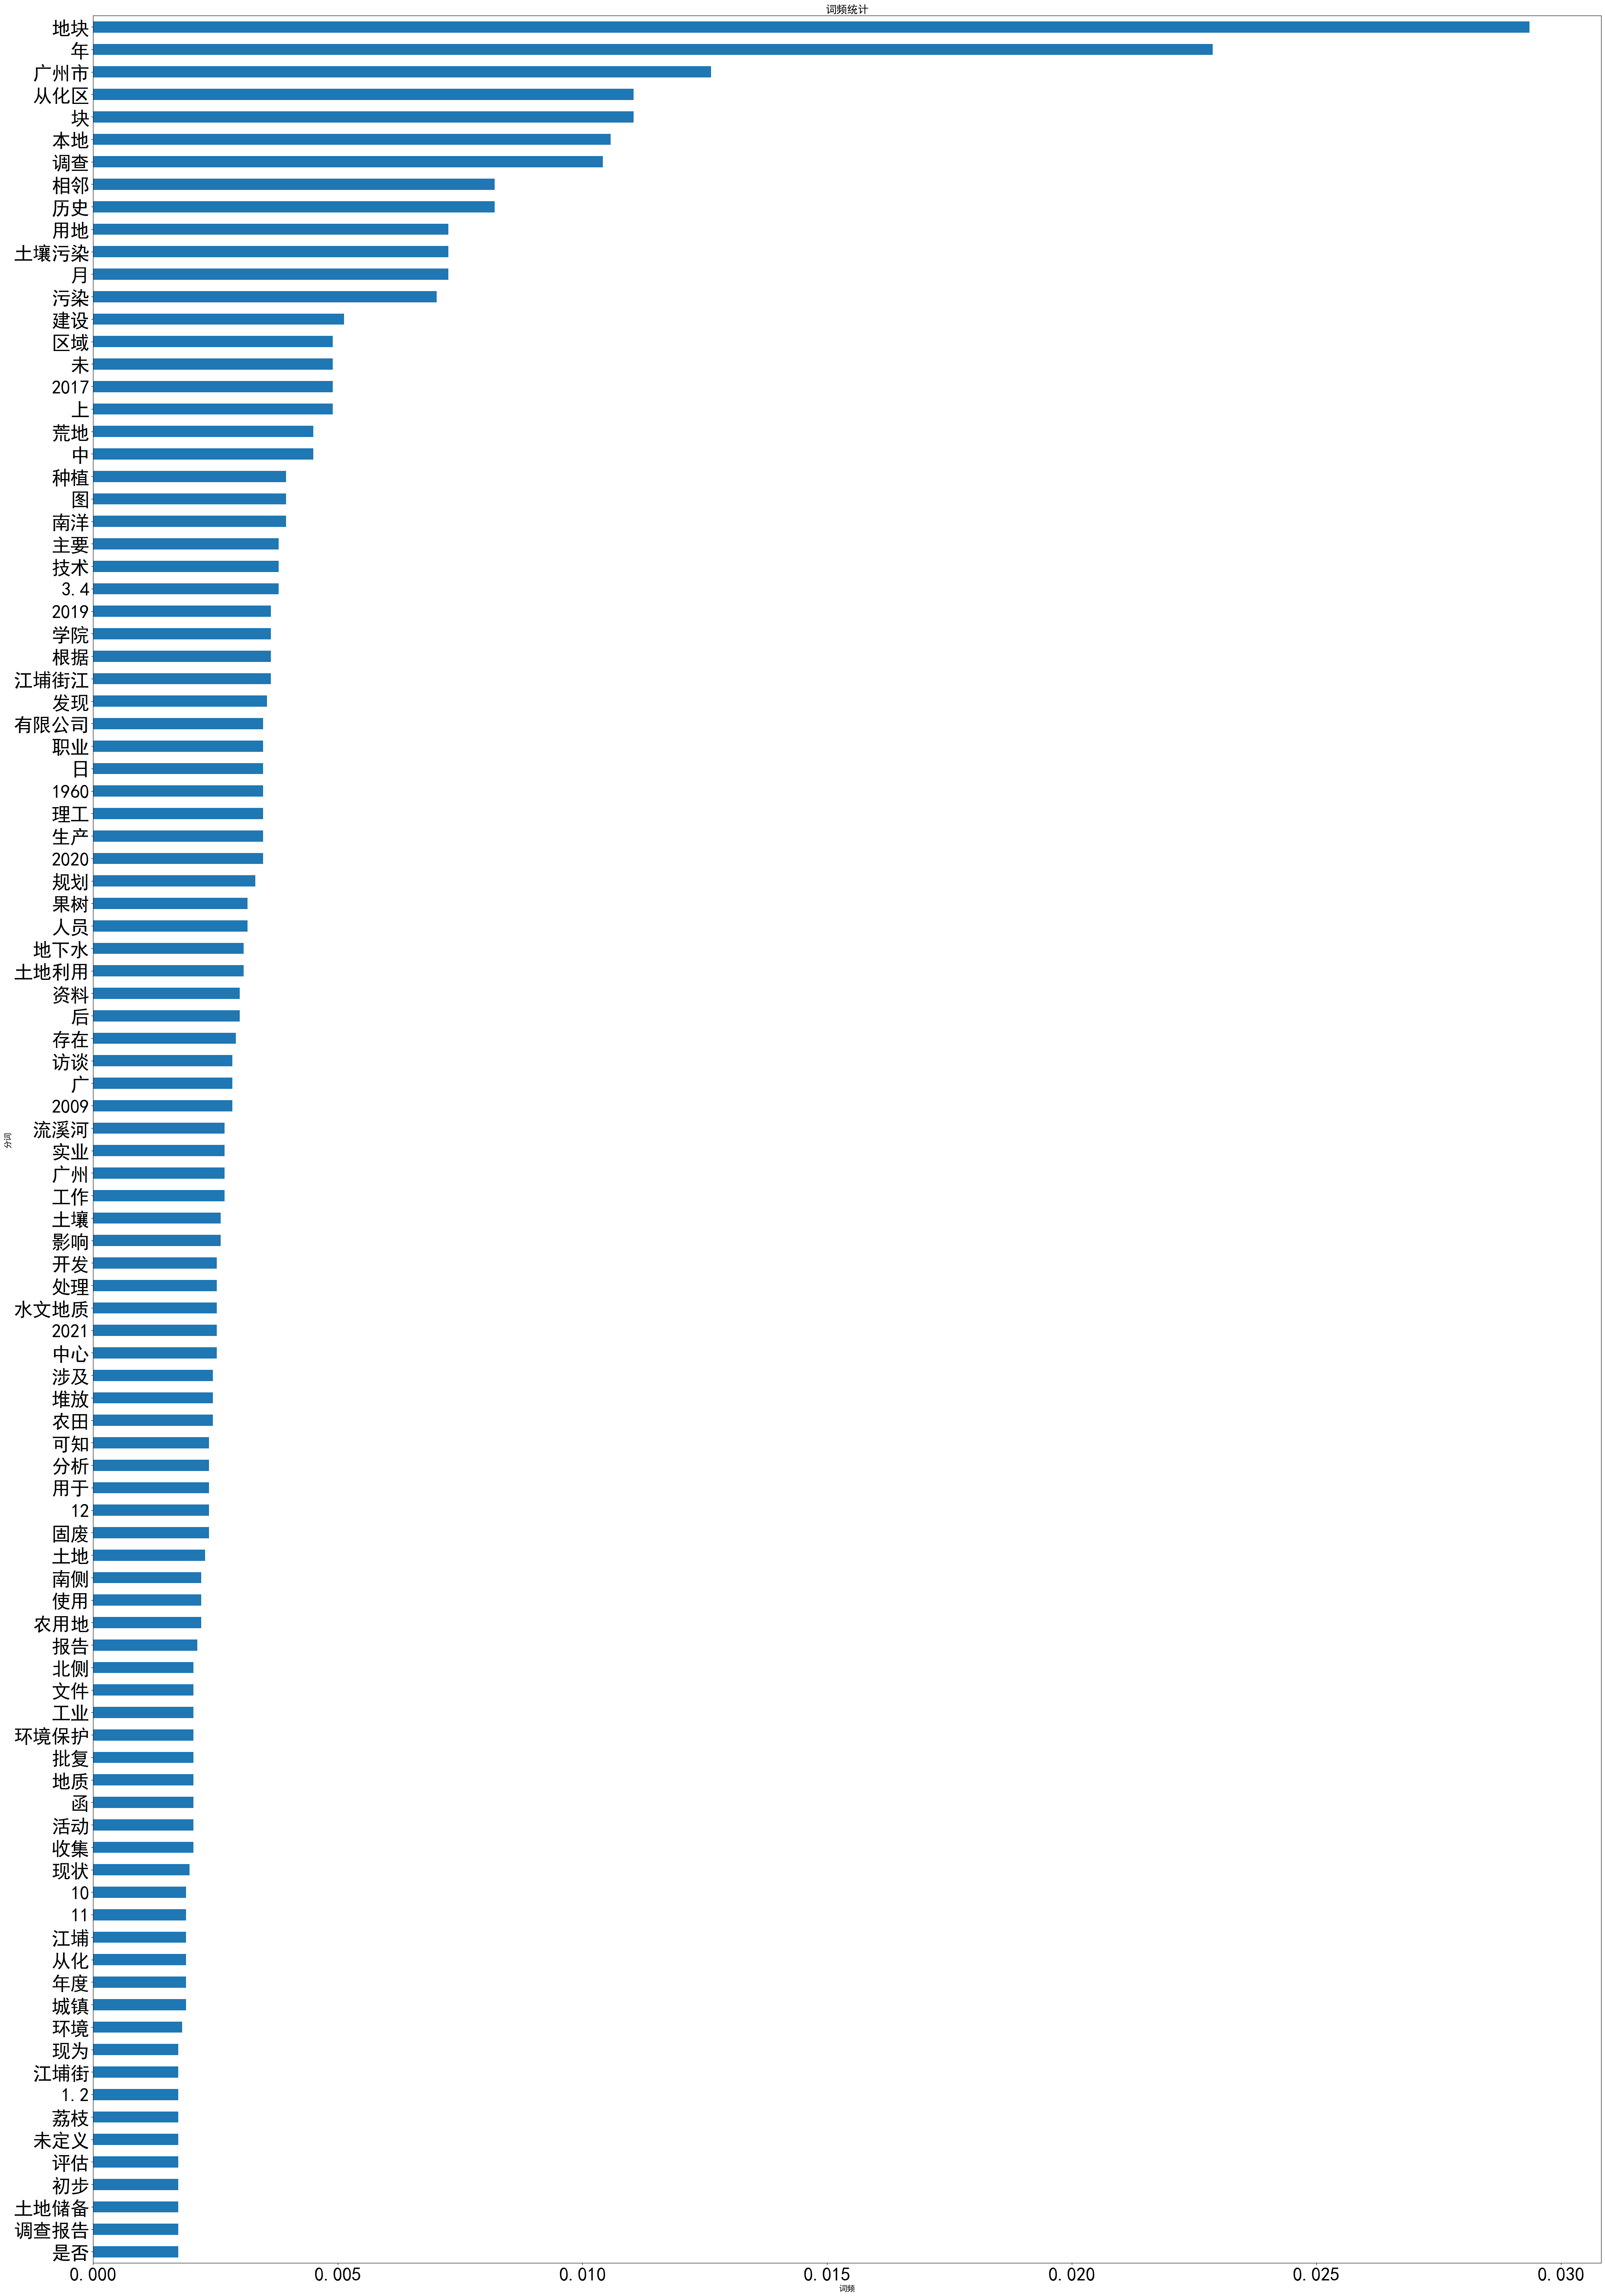 词频统计
地块
年
广州市
从化区
块
本地
调查
相邻
历史
用地
土壤污染
月
污染
建设
区域
未
2017
上
荒地
中
种植
图
南洋
主要
技术
3.4
2019
学院
根据
江埔街江
发现
有限公司
职业
日
1960
理工
生产
2020
规划
果树
人员
地下水
土地利用
资料
后
存在
访谈
广
2009
流溪河
实业
广州
工作
土壤
影响
开发
处理
水文地质
2021
中心
涉及
堆放
农田
可知
分析
用于
12
固废
土地
南侧
使用
农用地
报告
北侧
文件
工业
环境保护
批复
地质
函
活动
收集
现状
10
11
江埔
从化
年度
城镇
环境
现为
江埔街
1.2
荔枝
未定义
评估
初步
土地储备
调查报告
是否
分词
0.000 0.005 0.010 0.015 0.020 0.025 0.030
词频